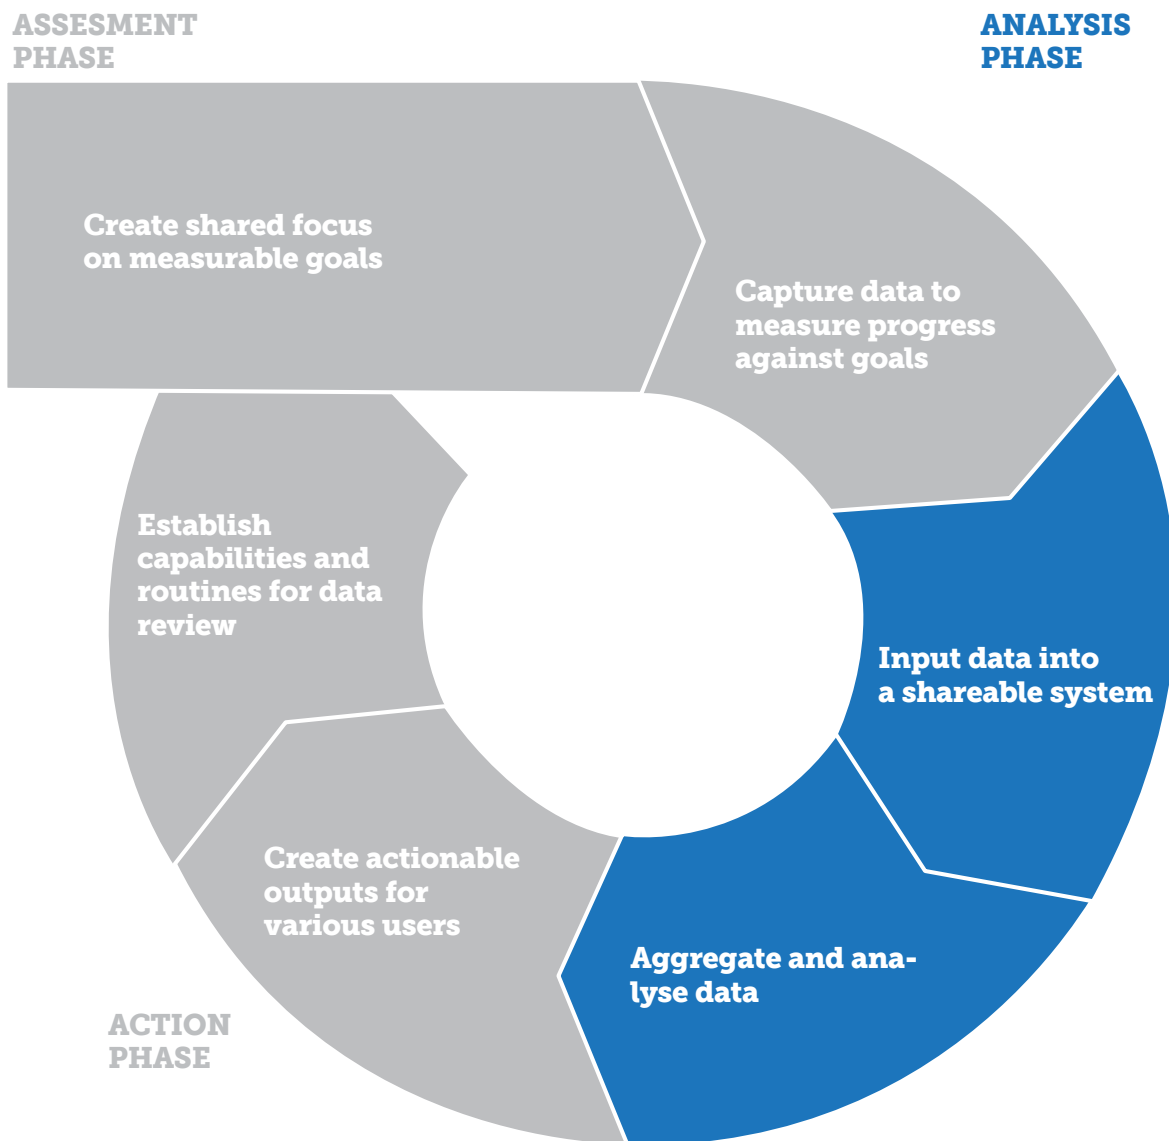 ASSESMENT
PHASE
ANALYSIS
PHASE
Create shared focus
on measurable goals
Capture data to
measure progress
against goals
Input data into
a shareable system
Aggregate and ana-
lyse data
Create actionable
outputs for
various users
Establish
capabilities and
routines for data
review
ACTION
PHASE